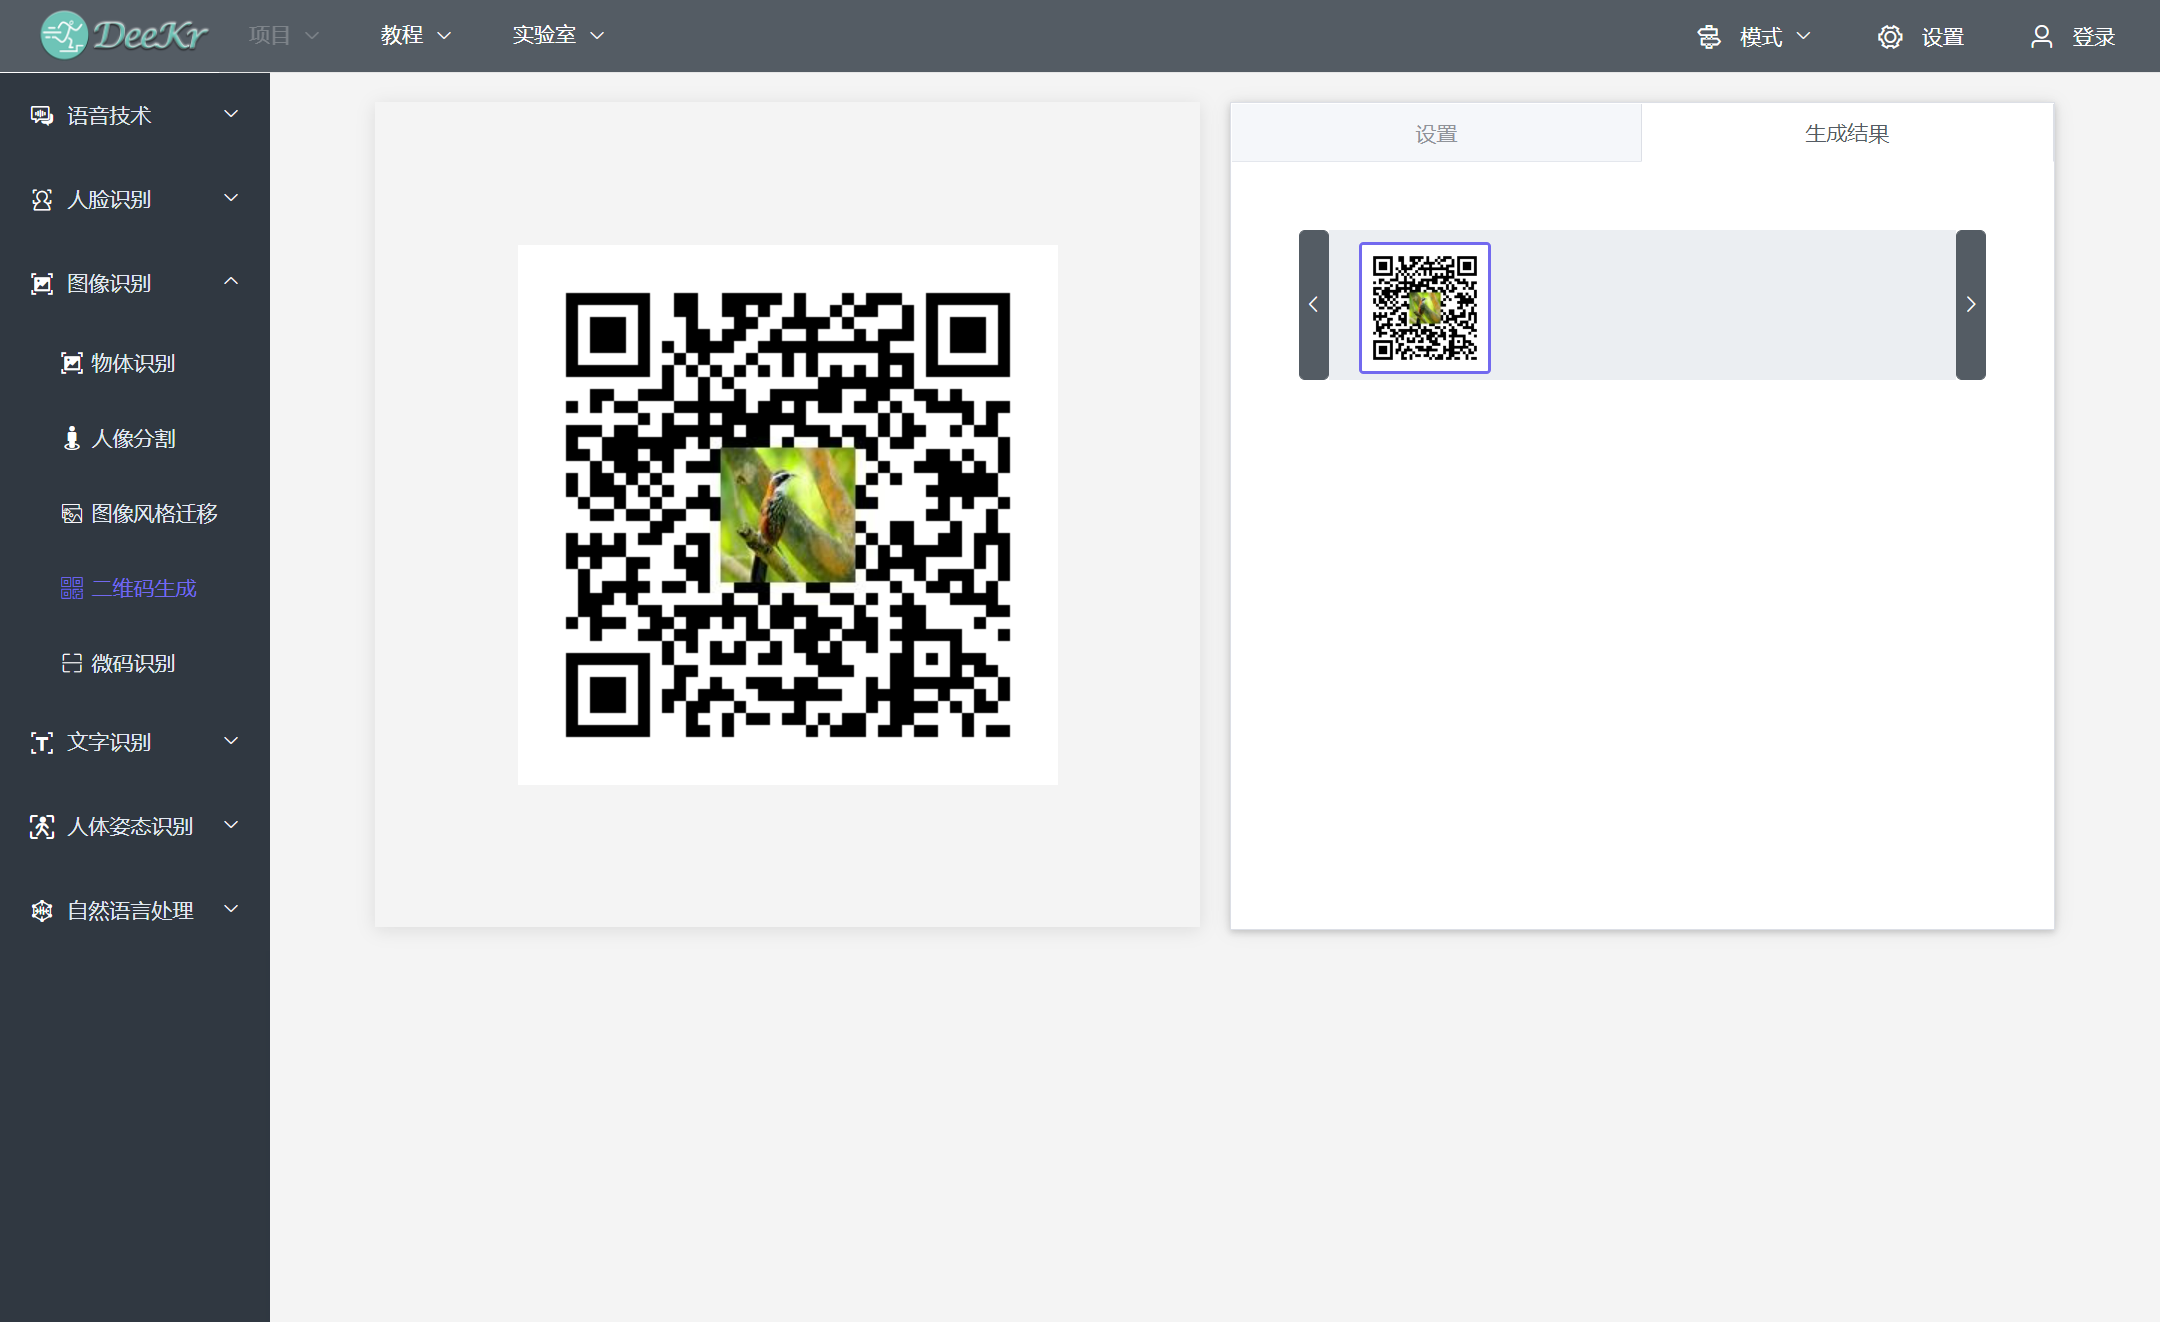 DeeKr
项目
教程
实验室
模式
设置
登录
语音技术
人脸识别
图像识别
物体识别
人像分割
图像风格迁移
二维码生成
微码识别
文字识别
人体姿态识别
自然语言处理
设置
生成结果